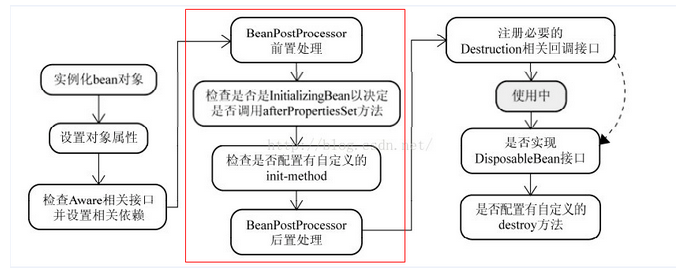 实例化bean对象
设置对象属性
检查Aware相关接口
并设置相关依赖
BeanPostProcessor
前置处理
检查是否是InitializingBean以决定
是否调用afterPropertiesSet方法
http://blog.csdn.net/
检查是否配置有自定义的
init-method
BeanPostProcessor
后置处理
注册必要的
Destruction相关回调接口
使用中
是否实现
DisposableBean接口
是否配置有自定义的
destroy方法